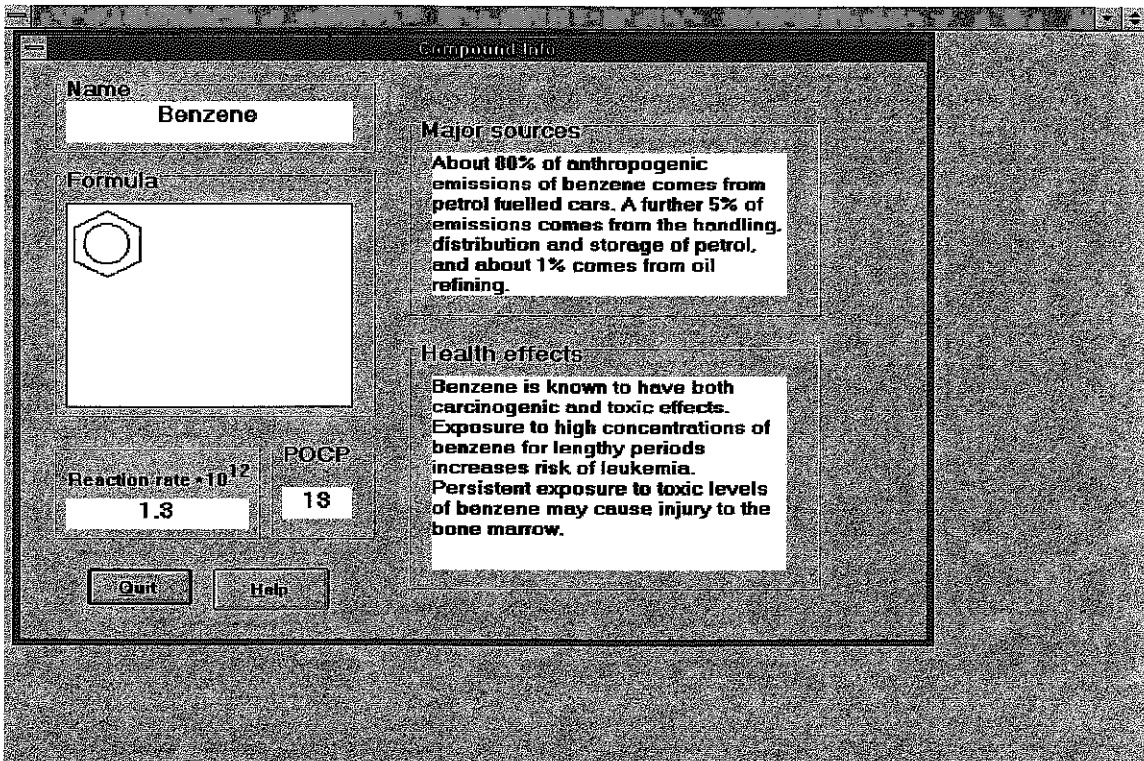 Compound Info
Name
Benzene
Formula
Reaction rate *10^12
1.3
POCP
18
Quit
Help
Major sources
About 80% of anthropogenic
emissions of benzene comes from
petrol fuelled cars. A further 5% of
emissions comes from the handling,
distribution and storage of petrol,
and about 1% comes from oil
refining.
Health effects
Benzene is known to have both
carcinogenic and toxic effects.
Exposure to high concentrations of
benzene for lengthy periods
increases risk of leukemia.
Persistent exposure to toxic levels
of benzene may cause injury to the
bone marrow.